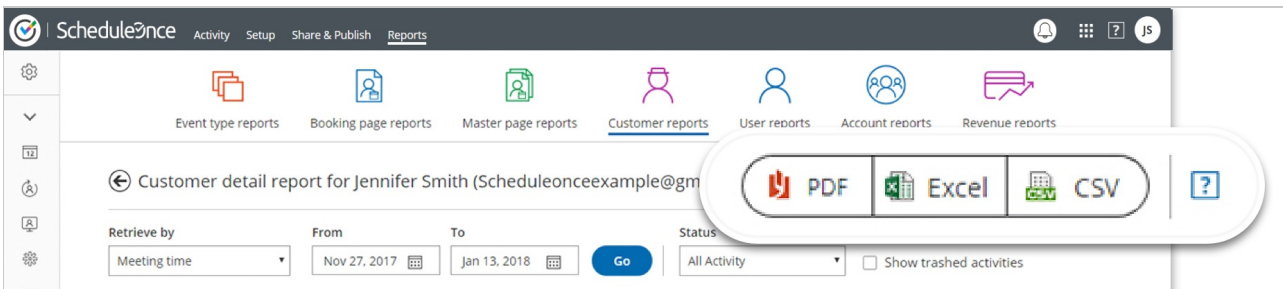 ScheduleOnce Activity Setup Share & Publish Reports ? JS
Event type reports Booking page reports Master page reports Customer reports User reports Account reports Revenue reports
12
Customer detail report for Jennifer Smith (Scheduleonceexample@gm
PDF Excel CSV ?
Retrieve by From To Status
Meeting time Nov 27, 2017 Jan 13, 2018 Go All Activity Show trashed activities